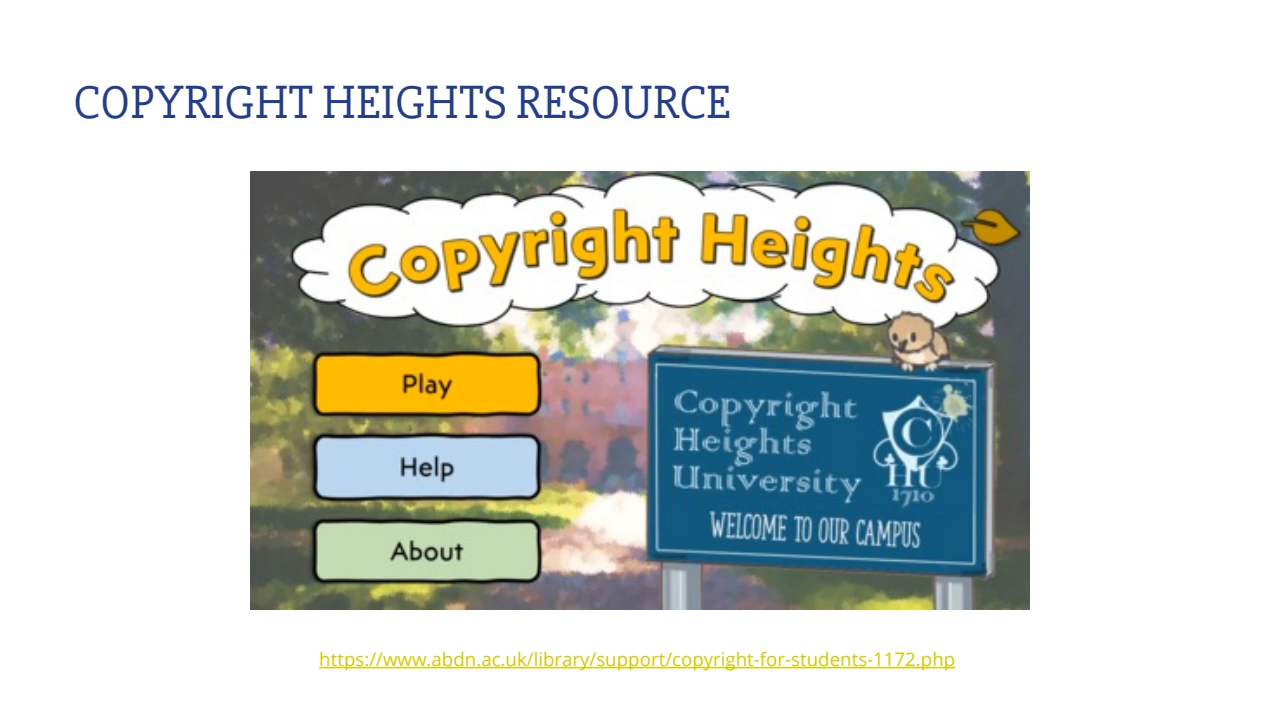 COPYRIGHT HEIGHTS RESOURCE
Copyright Heights
Play
Help
About
Copyright
Heights
University
C
HU
1710
WELCOME TO OUR CAMPUS
https://www.abdn.ac.uk/library/support/copyright-for-students-1172.php